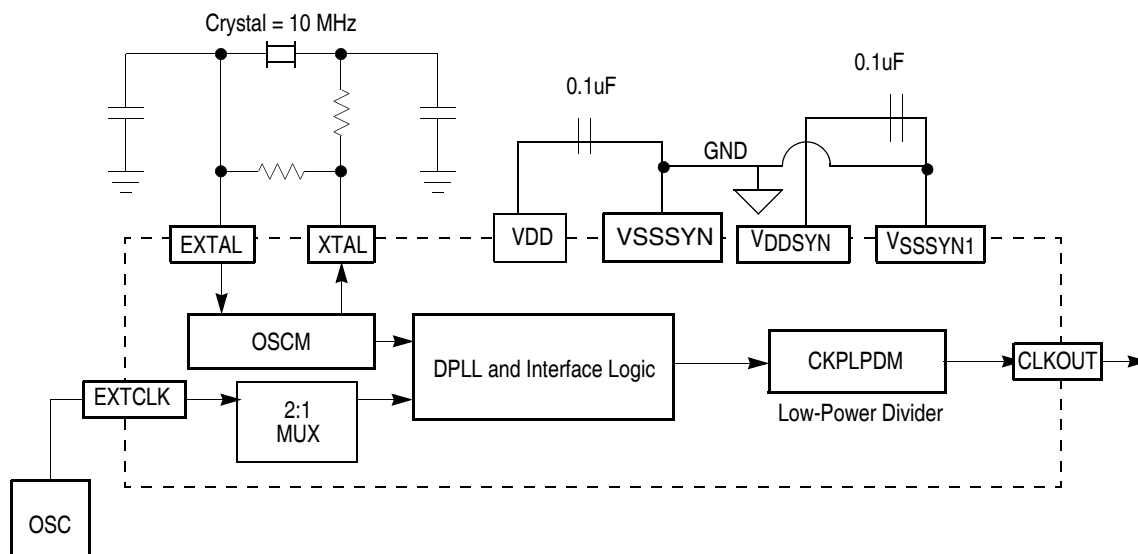 Crystal = 10 MHz
0.1uF
0.1uF
GND
EXTAL
XTAL
VDD
VSSSYN
VDDSYN
VSSSYN1
OSCM
DPLL and Interface Logic
CKPLPDM
CLKOUT
EXTCLK
2:1
MUX
Low-Power Divider
OSC